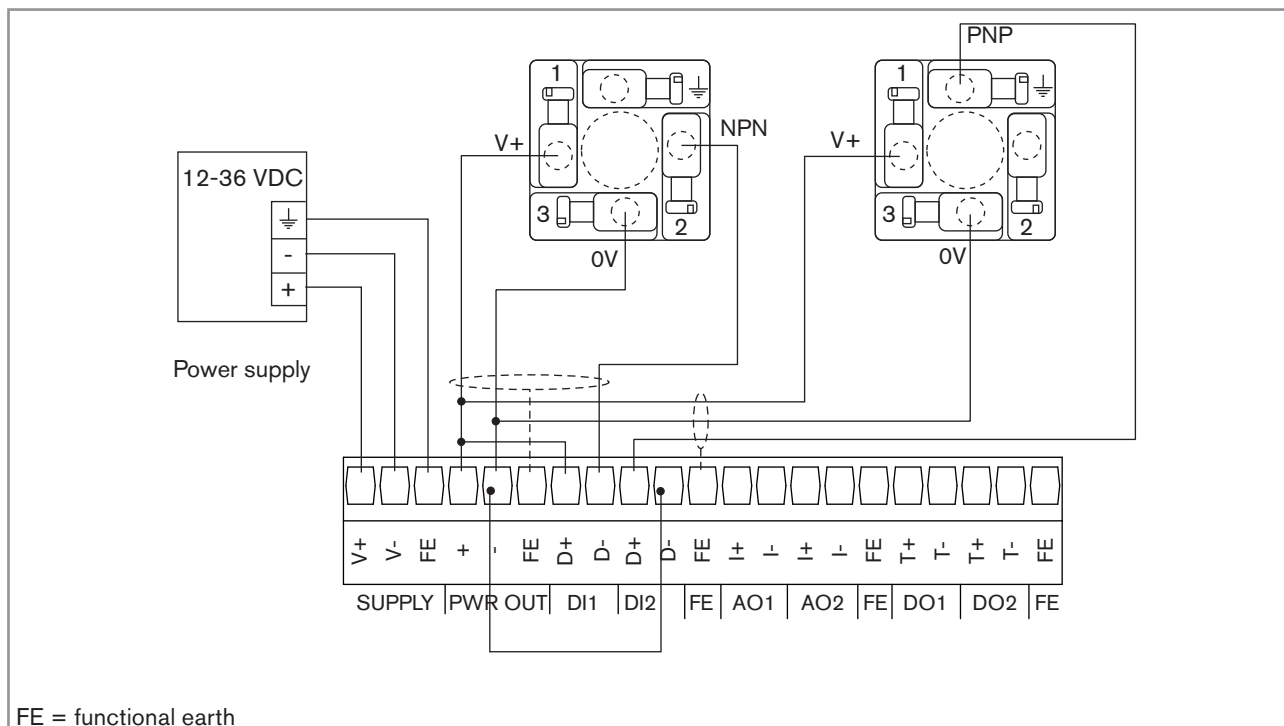 PNP
1
1
NPN
V+
V+
12-36 VDC
3
2
3
2
-
0V
0V
+
Power supply
V+ V- FE + - FE D+ D- D+ D- FE I+ I- I+ I- FE T+ T- T+ T- FE
SUPPLY PWR OUT DI1 DI2 FE AO1 AO2 FE DO1 DO2 FE
FE = functional earth